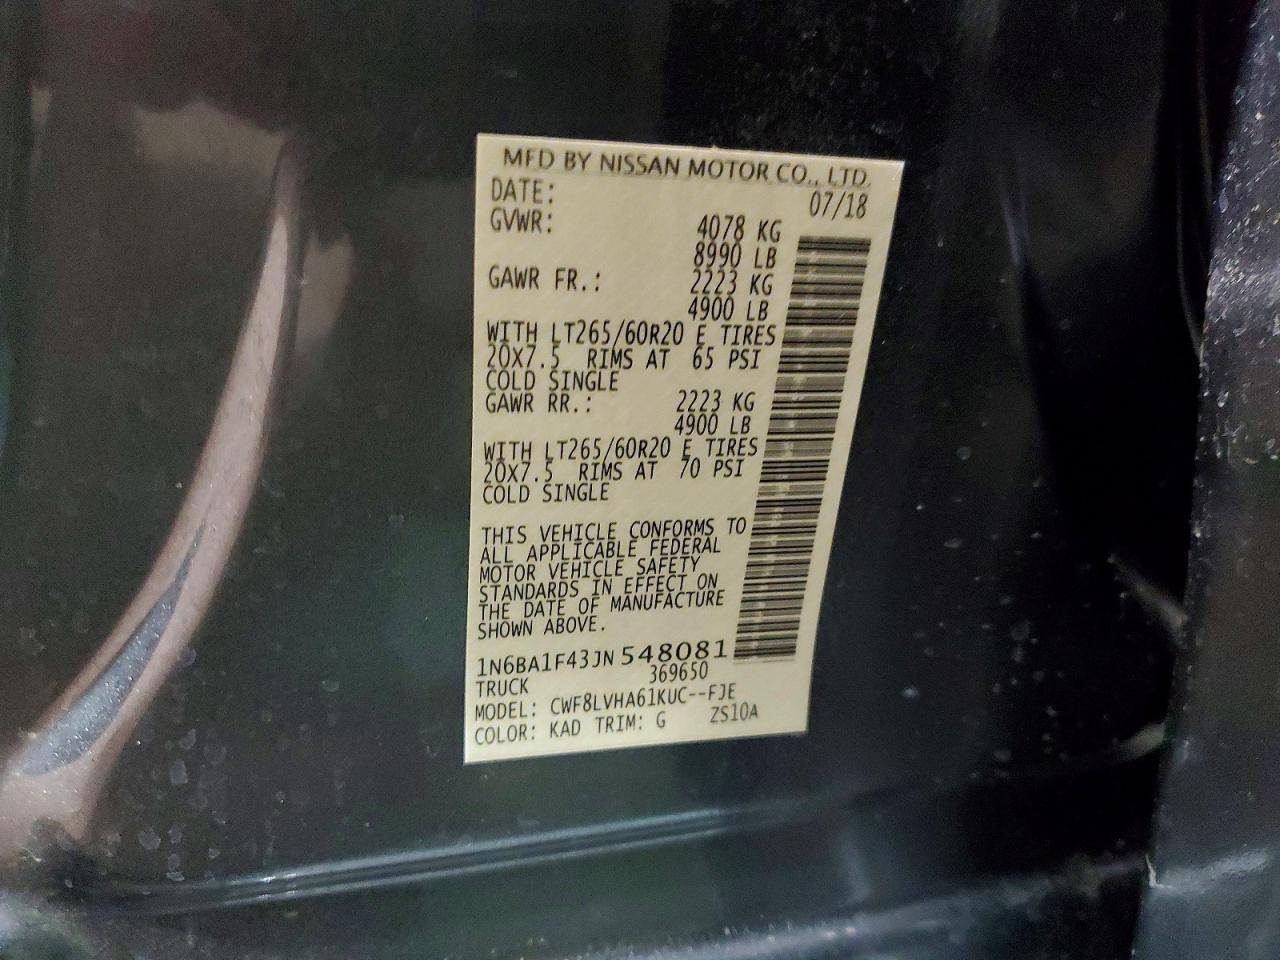 MFD BY NISSAN MOTOR CO., LTD.
DATE: 07/18
GVWR: 4078 KG
8990 LB
GAWR FR.: 2223 KG
4900 LB
WITH LT265/60R20 E TIRES
20X7.5 RIMS AT 65 PSI
COLD SINGLE
GAWR RR.: 2223 KG
4900 LB
WITH LT265/60R20 E TIRES
20X7.5 RIMS AT 70 PSI
COLD SINGLE
THIS VEHICLE CONFORMS TO
ALL APPLICABLE FEDERAL
MOTOR VEHICLE SAFETY
STANDARDS IN EFFECT ON
THE DATE OF MANUFACTURE
SHOWN ABOVE.
1N6BA1F43JN548081
TRUCK 369650
MODEL: CWF8LVHA61KUC--FJE
COLOR: KAD TRIM: G ZS10A